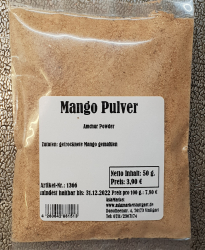 Mango Pulver
Amchur Powder
Zutaten: getrocknete Mango gemahlen
Netto Inhalt: 50 g.
Preis: 3,90 €
Artikel-Nr.: 1366
mindest haltbar bis 31.12.2022
Preis pro 100 g.: 7,80 €